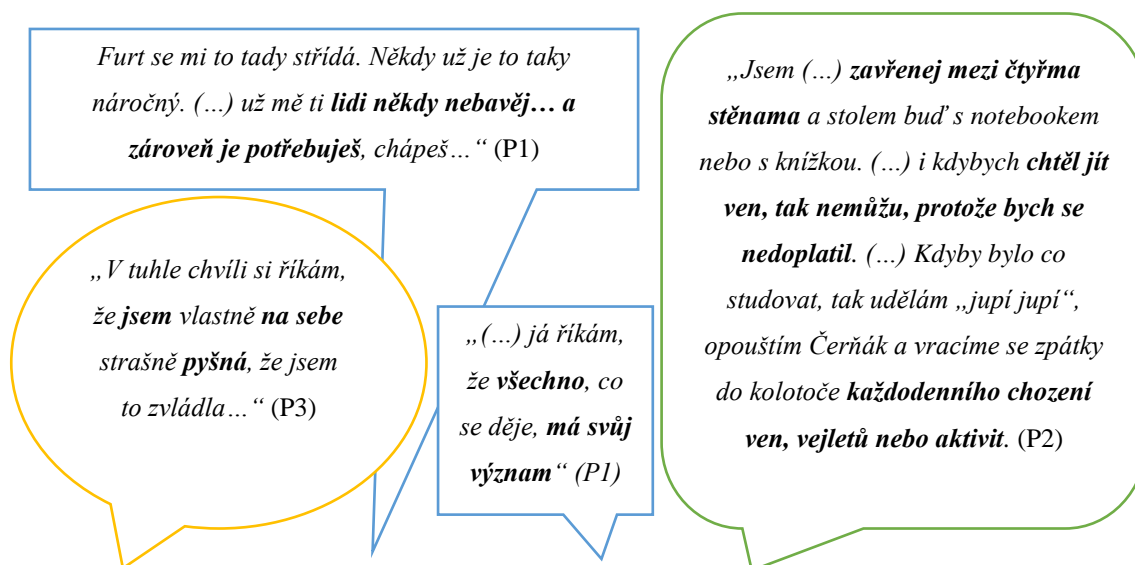 Furt se mi to tady střídá. Někdy už je to taky
náročný. (…) už mě ti lidi někdy nebavěj… a
zároveň je potřebuješ, chápeš…“ (P1)
„V tuhle chvíli si říkám,
že jsem vlastně na sebe
strašně pyšná, že jsem
to zvládla…“ (P3)
„(…) já říkám,
že všechno, co
se děje, má svůj
význam“ (P1)
„Jsem (…) zavřenej mezi čtyřma
stěnama a stolem buď s notebookem
nebo s knížkou. (…) i kdybych chtěl jít
ven, tak nemůžu, protože bych se
nedoplatil. (…) Kdyby bylo co
studovat, tak udělám „jupí jupí“,
opouštím Čerňák a vracíme se zpátky
do kolotoče každodenního chození
ven, vejletů nebo aktivit. (P2)